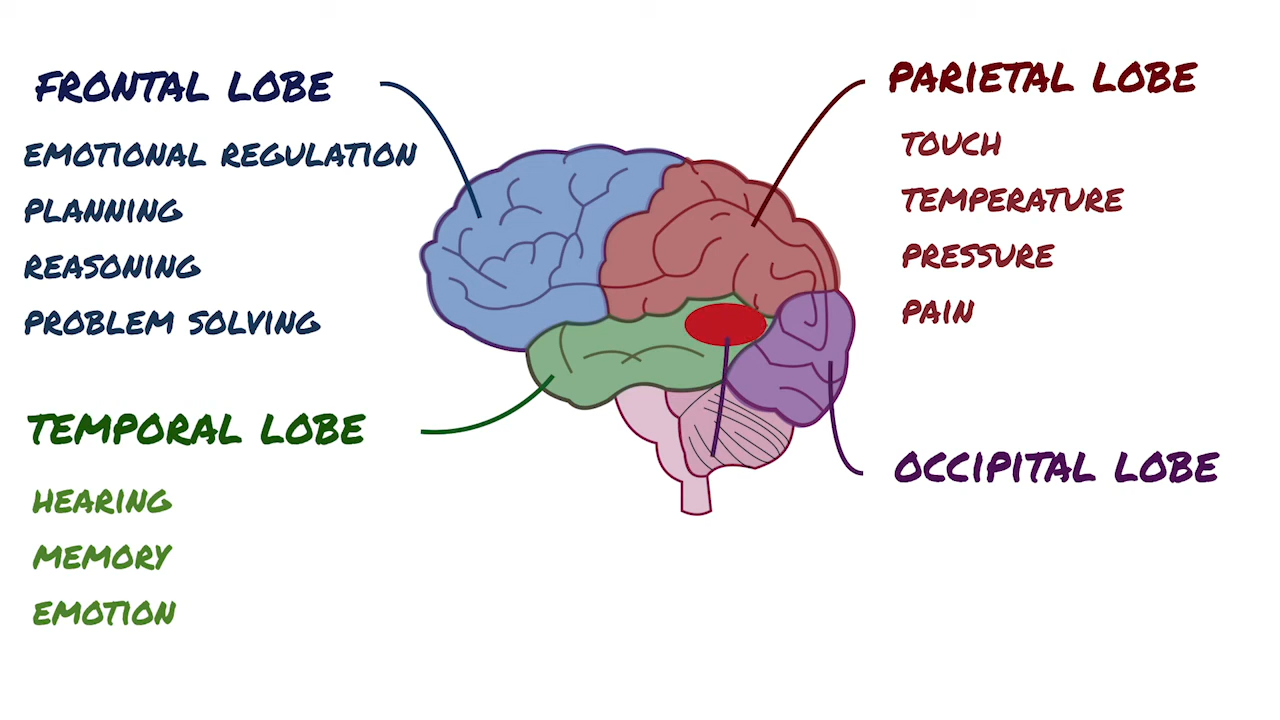 FRONTAL LOBE
EMOTIONAL REGULATION
PLANNING
REASONING
PROBLEM SOLVING
TEMPORAL LOBE
HEARING
MEMORY
EMOTION
PARIETAL LOBE
TOUCH
TEMPERATURE
PRESSURE
PAIN
OCCIPITAL LOBE